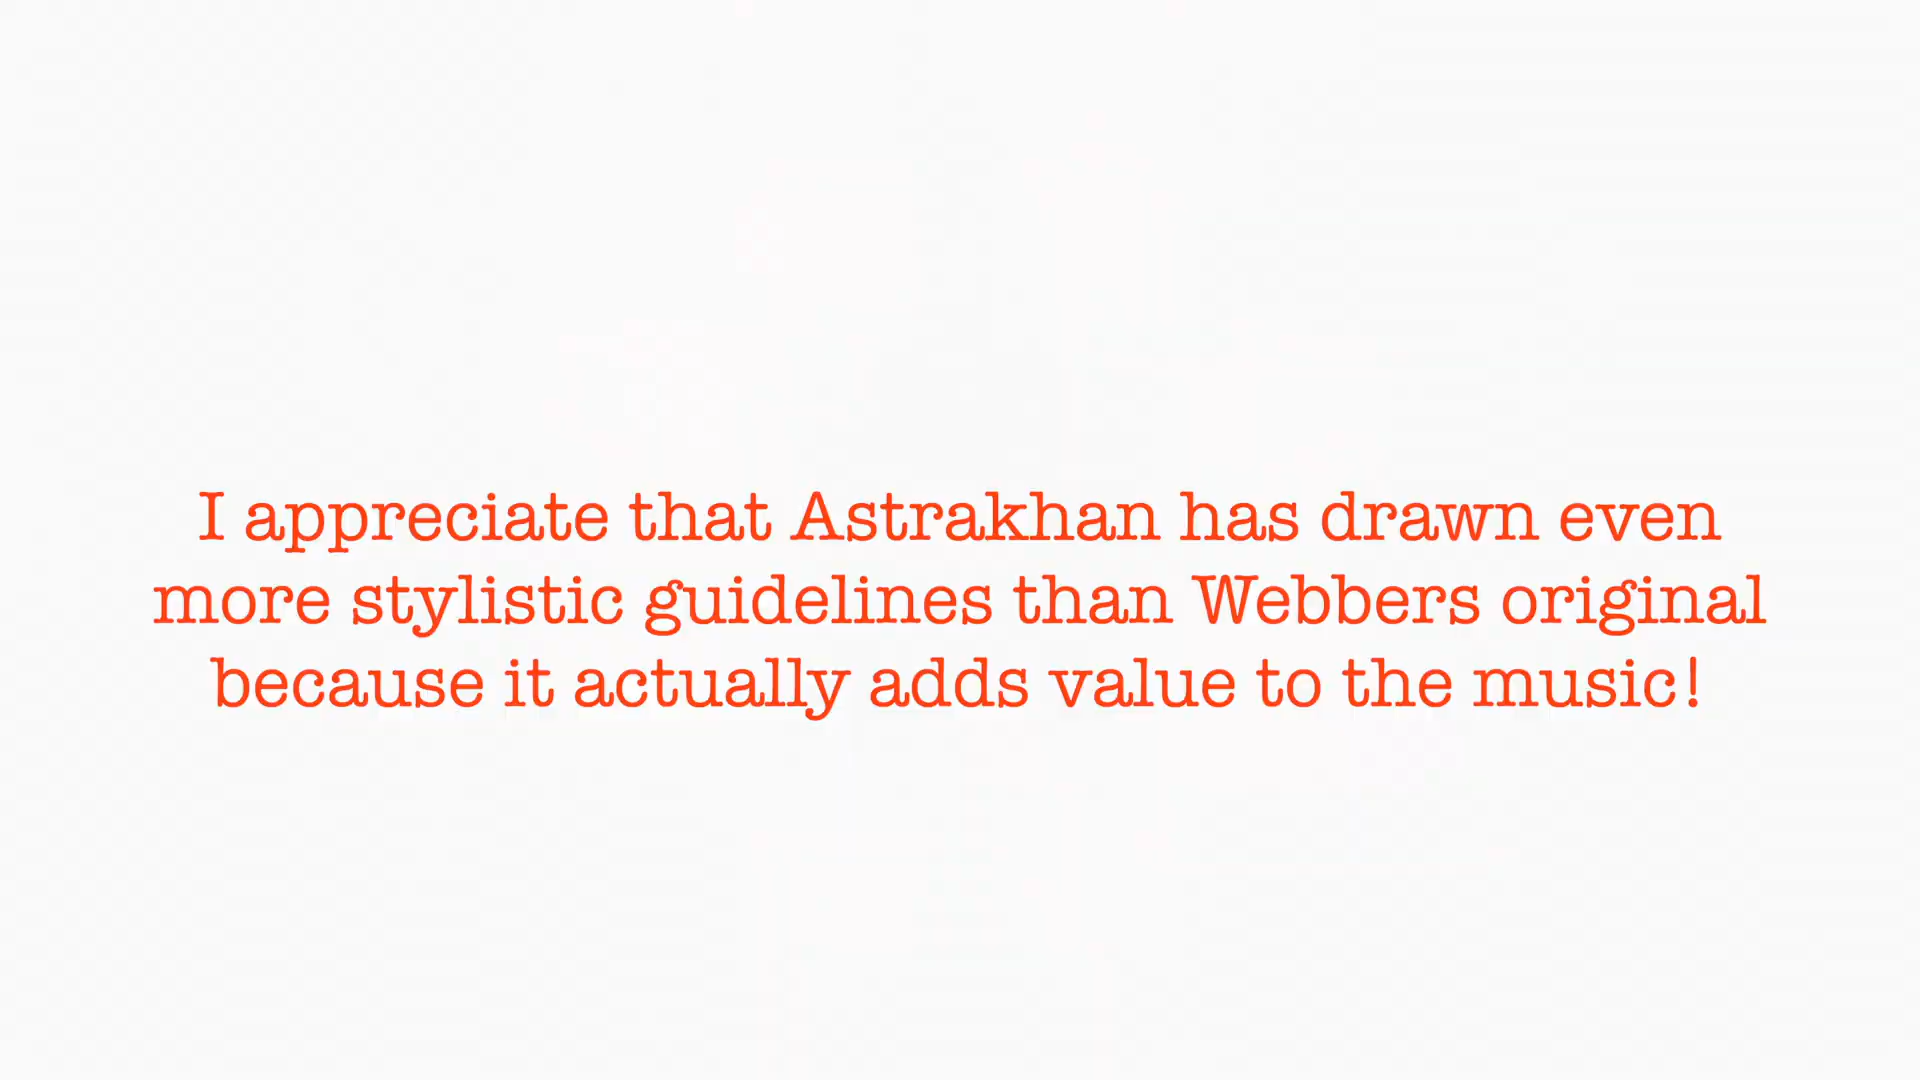 I appreciate that Astrakhan has drawn even
more stylistic guidelines than Webbers original
because it actually adds value to the music!